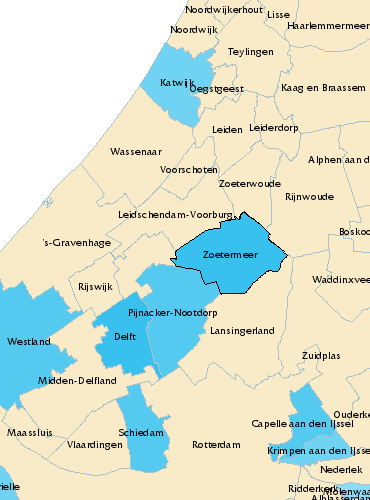 Noordwijkerhout
Lisse
Noordwijk
Haarlemmermeer
Teylingen
Katwijk
Oegstgeest
Kaag en Braassem
Leiden
Leiderdorp
Wassenaar
Alphen aan d
Voorschoten
Zoeterwoude
Rijnwoude
Leidschendam-Voorburg
Boskoo
's-Gravenhage
Zoetermeer
Waddinxvee
Rijswijk
Pijnacker-Nootdorp
Lansingerland
Delft
Westland
Zuidplas
Midden-Delfland
Ouderke
Capelle aan den IJssel
Maassluis
Schiedam
Vlaardingen
Rotterdam
Krimpen aan den IJssel
Nederlek
rielle
Ridderkerk
Molenwaa
Alblasserdam